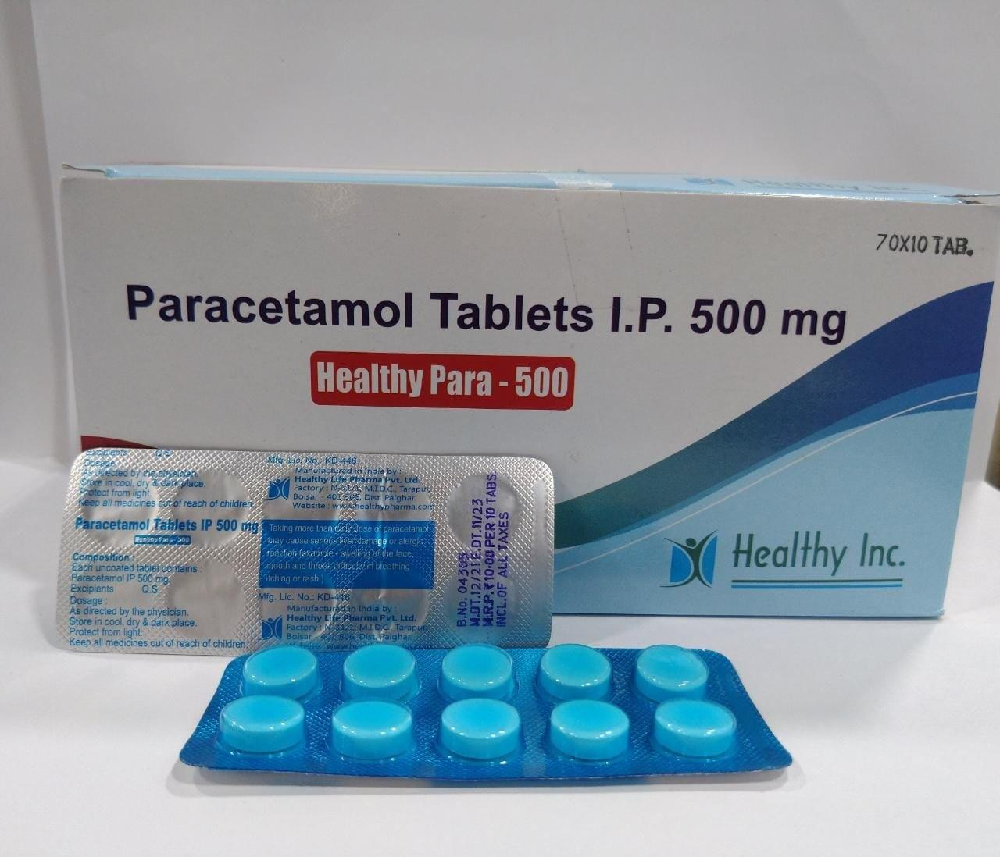 Healthy Inc.
70X10 TAB.
Paracetamol Tablets I.P. 500 mg
Healthy Para - 500
Healthy Inc.
Excipients Q.S.
Dosage
As directed by the physician.
Store in cool, dry & dark place.
Protect from light.
Keep all medicines out of reach of children.
Paracetamol Tablets IP 500 mg
Healthy Para - 500
Composition :
Each uncoated tablet contains :
Paracetamol IP 500 mg.
Excipients Q.S.
Dosage :
As directed by the physician.
Store in cool, dry & dark place.
Protect from light.
Keep all medicines out of reach of children
Mfg. Lic. No. KD-446
Manufactured in India by :
Healthy Life Pharma Pvt. Ltd.
Factory : N-31/1, M.I.D.C., Tarapur,
Boisar - 401 506, Dist. Palghar.
Website : www.healthypharma.com
Taking more than daily dose of paracetamol
may cause serious liver damage or alergic
reaction (example - swelling of the face,
mouth and throat, difficulty in breathing
itching or rash )
Mfg. Lic. No.: KD-446
Manufactured in India by :
Healthy Life Pharma Pvt. Ltd.
Factory : N-31/1, M.I.D.C., Tarapur,
Boisar - 401 506, Dist. Palghar
B.No. 04305
M.DT.12/21 E.DT.11/23
M.R.P.₹10.00 PER 10 TABS.
INCL.OF ALL TAXES